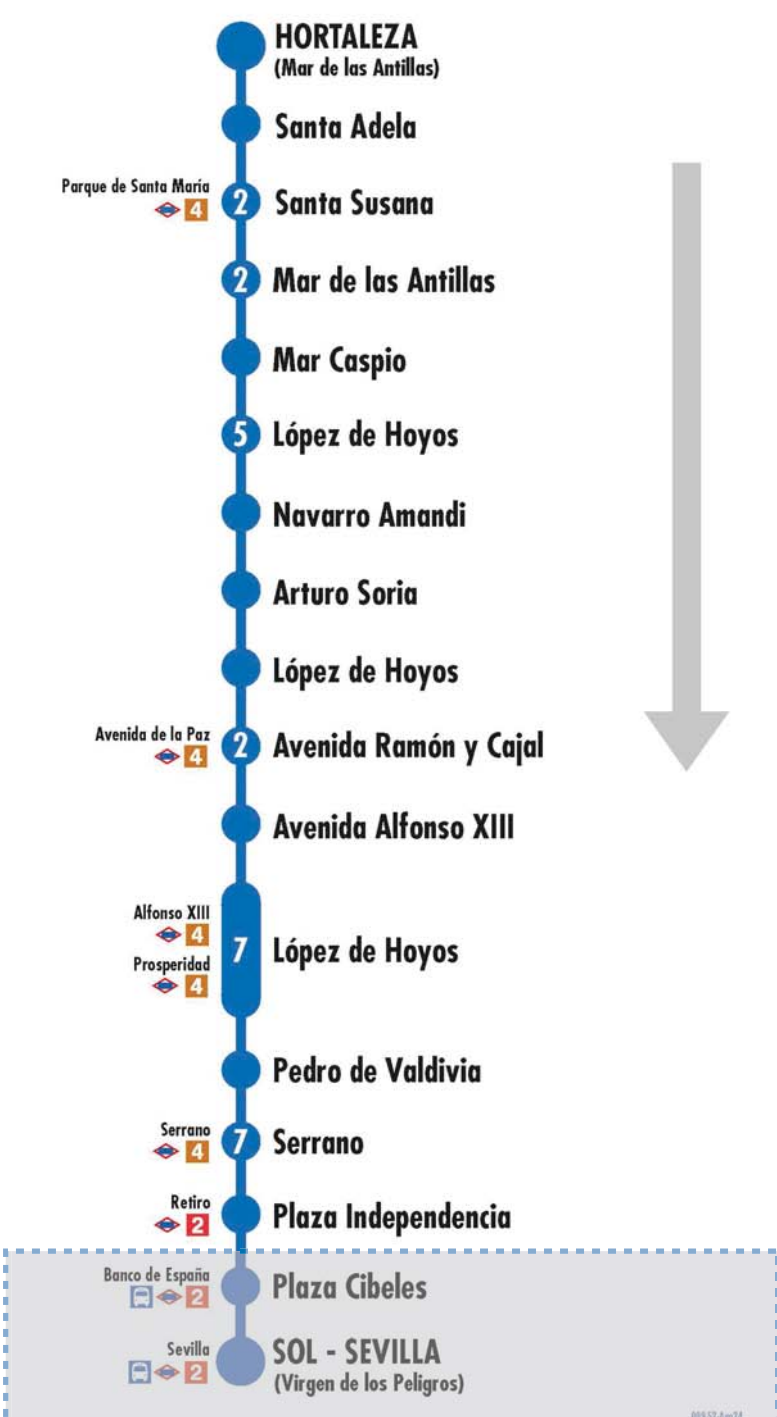 HORTALEZA
(Mar de las Antillas)
Santa Adela
Parque de Santa María
4
2
Santa Susana
2
Mar de las Antillas
Mar Caspio
5
López de Hoyos
Navarro Amandi
Arturo Soria
López de Hoyos
Avenida de la Paz
4
2
Avenida Ramón y Cajal
Avenida Alfonso XIII
Alfonso XIII
4
Prosperidad
4
7
López de Hoyos
Pedro de Valdivia
Serrano
4
7
Serrano
Retiro
2
Plaza Independencia
Banco de España
2
Plaza Cibeles
Sevilla
2
SOL - SEVILLA
(Virgen de los Peligros)